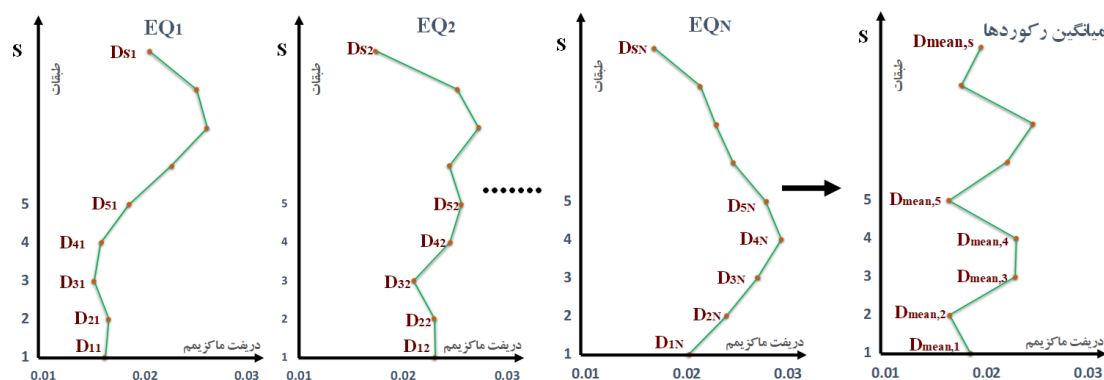 EQ1
S
Ds1
طبقات
5
D51
4
D41
3
D31
2
D21
D11
دریفت ماکزیمم
1
0.01
0.02
0.03
EQ2
S
Ds2
طبقات
5
D52
4
D42
3
D32
2
D22
D12
دریفت ماکزیمم
1
0.01
0.02
0.03
EQN
S
DsN
طبقات
5
D5N
4
D4N
3
D3N
2
D2N
D1N
دریفت ماکزیمم
1
0.01
0.02
0.03
میانگین رکوردها
S
Dmean,s
طبقات
5
Dmean,5
4
Dmean,4
3
Dmean,3
2
Dmean,2
Dmean,1
دریفت ماکزیمم
1
0.01
0.02
0.03